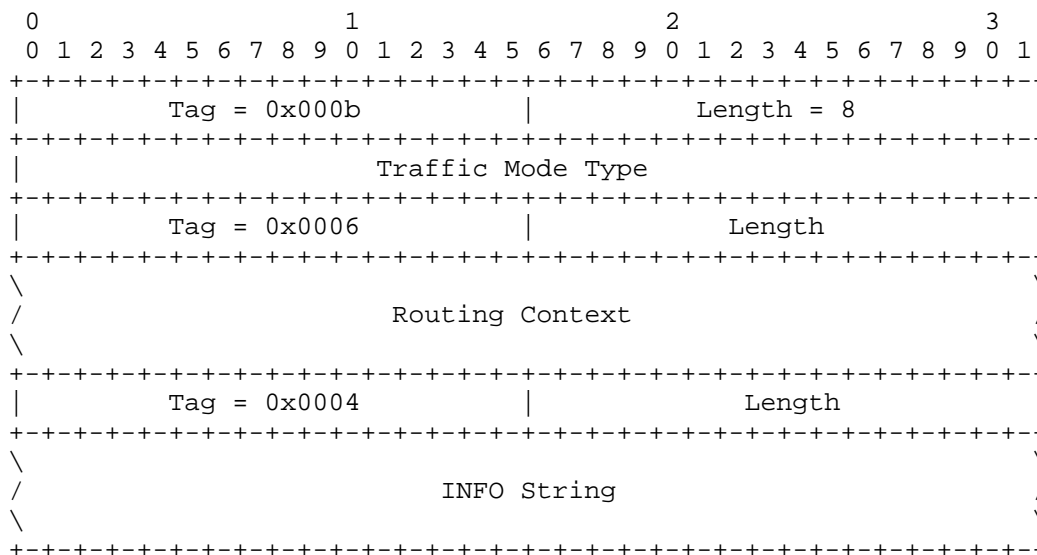 0                   1                   2                   3
 0 1 2 3 4 5 6 7 8 9 0 1 2 3 4 5 6 7 8 9 0 1 2 3 4 5 6 7 8 9 0 1
+-+-+-+-+-+-+-+-+-+-+-+-+-+-+-+-+-+-+-+-+-+-+-+-+-+-+-+-+-+-+-+-
|         Tag = 0x000b          |          Length = 8
+-+-+-+-+-+-+-+-+-+-+-+-+-+-+-+-+-+-+-+-+-+-+-+-+-+-+-+-+-+-+-+-
|                      Traffic Mode Type
+-+-+-+-+-+-+-+-+-+-+-+-+-+-+-+-+-+-+-+-+-+-+-+-+-+-+-+-+-+-+-+-
|         Tag = 0x0006          |            Length
+-+-+-+-+-+-+-+-+-+-+-+-+-+-+-+-+-+-+-+-+-+-+-+-+-+-+-+-+-+-+-+-
\                                                               \
/                       Routing Context                         /
\                                                               \
+-+-+-+-+-+-+-+-+-+-+-+-+-+-+-+-+-+-+-+-+-+-+-+-+-+-+-+-+-+-+-+-
|         Tag = 0x0004          |             Length
+-+-+-+-+-+-+-+-+-+-+-+-+-+-+-+-+-+-+-+-+-+-+-+-+-+-+-+-+-+-+-+-
\                                                               \
/                          INFO String                          /
\                                                               \
+-+-+-+-+-+-+-+-+-+-+-+-+-+-+-+-+-+-+-+-+-+-+-+-+-+-+-+-+-+-+-+-